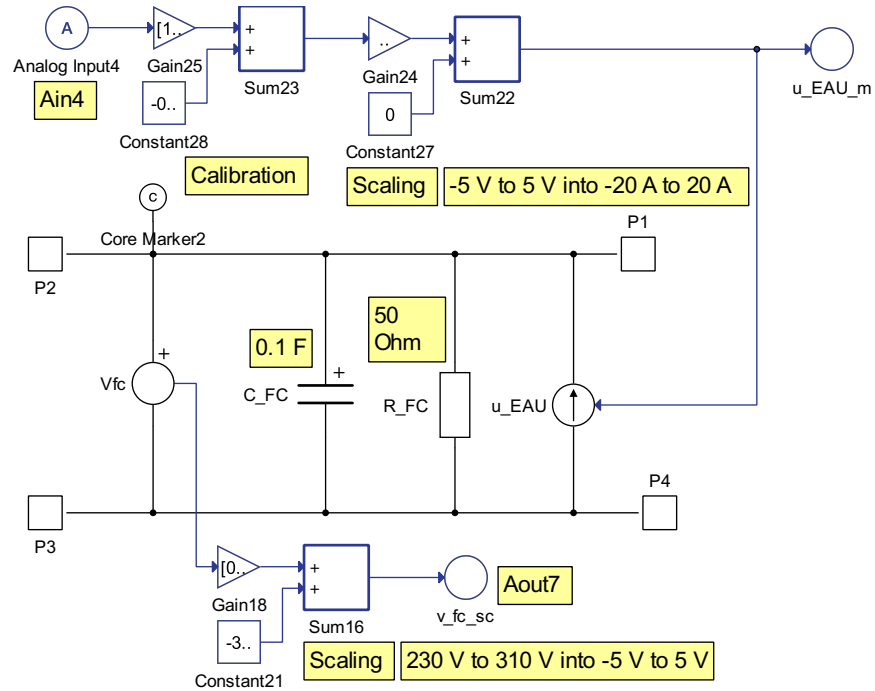 A
[1..
+
+
..
+
+
Analog Input4
Gain25
Sum23
Gain24
Sum22
u_EAU_m
Ain4
-0..
0
Constant28
Constant27
Calibration
Scaling
-5 V to 5 V into -20 A to 20 A
C
Core Marker2
P1
P2
50
Ohm
0.1 F
+
Vfc
+
C_FC
R_FC
u_EAU
P3
P4
[0..
+
+
Gain18
Sum16
v_fc_sc
Aout7
-3..
Constant21
Scaling
230 V to 310 V into -5 V to 5 V